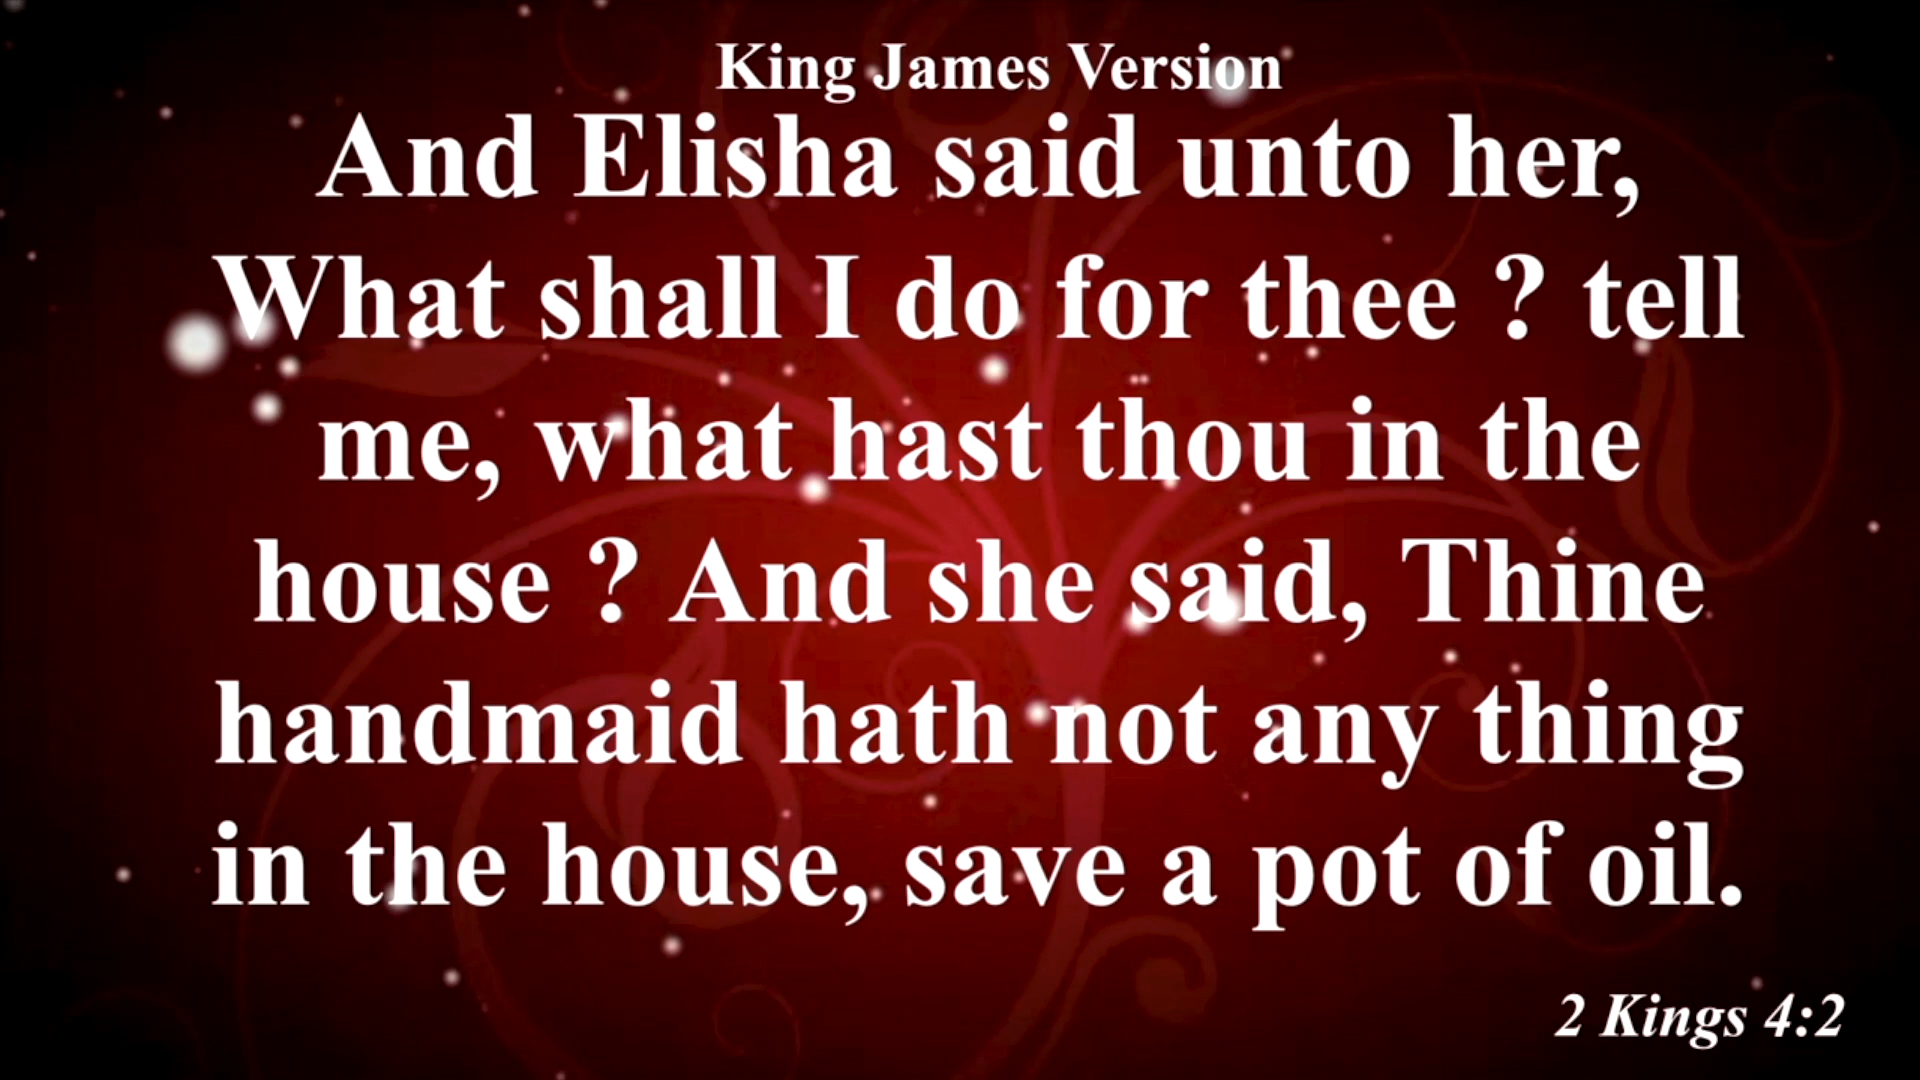 King James Version
And Elisha said unto her,
What shall I do for thee ? tell
me, what hast thou in the
house ? And she said, Thine
handmaid hath not any thing
in the house, save a pot of oil.
2 Kings 4:2